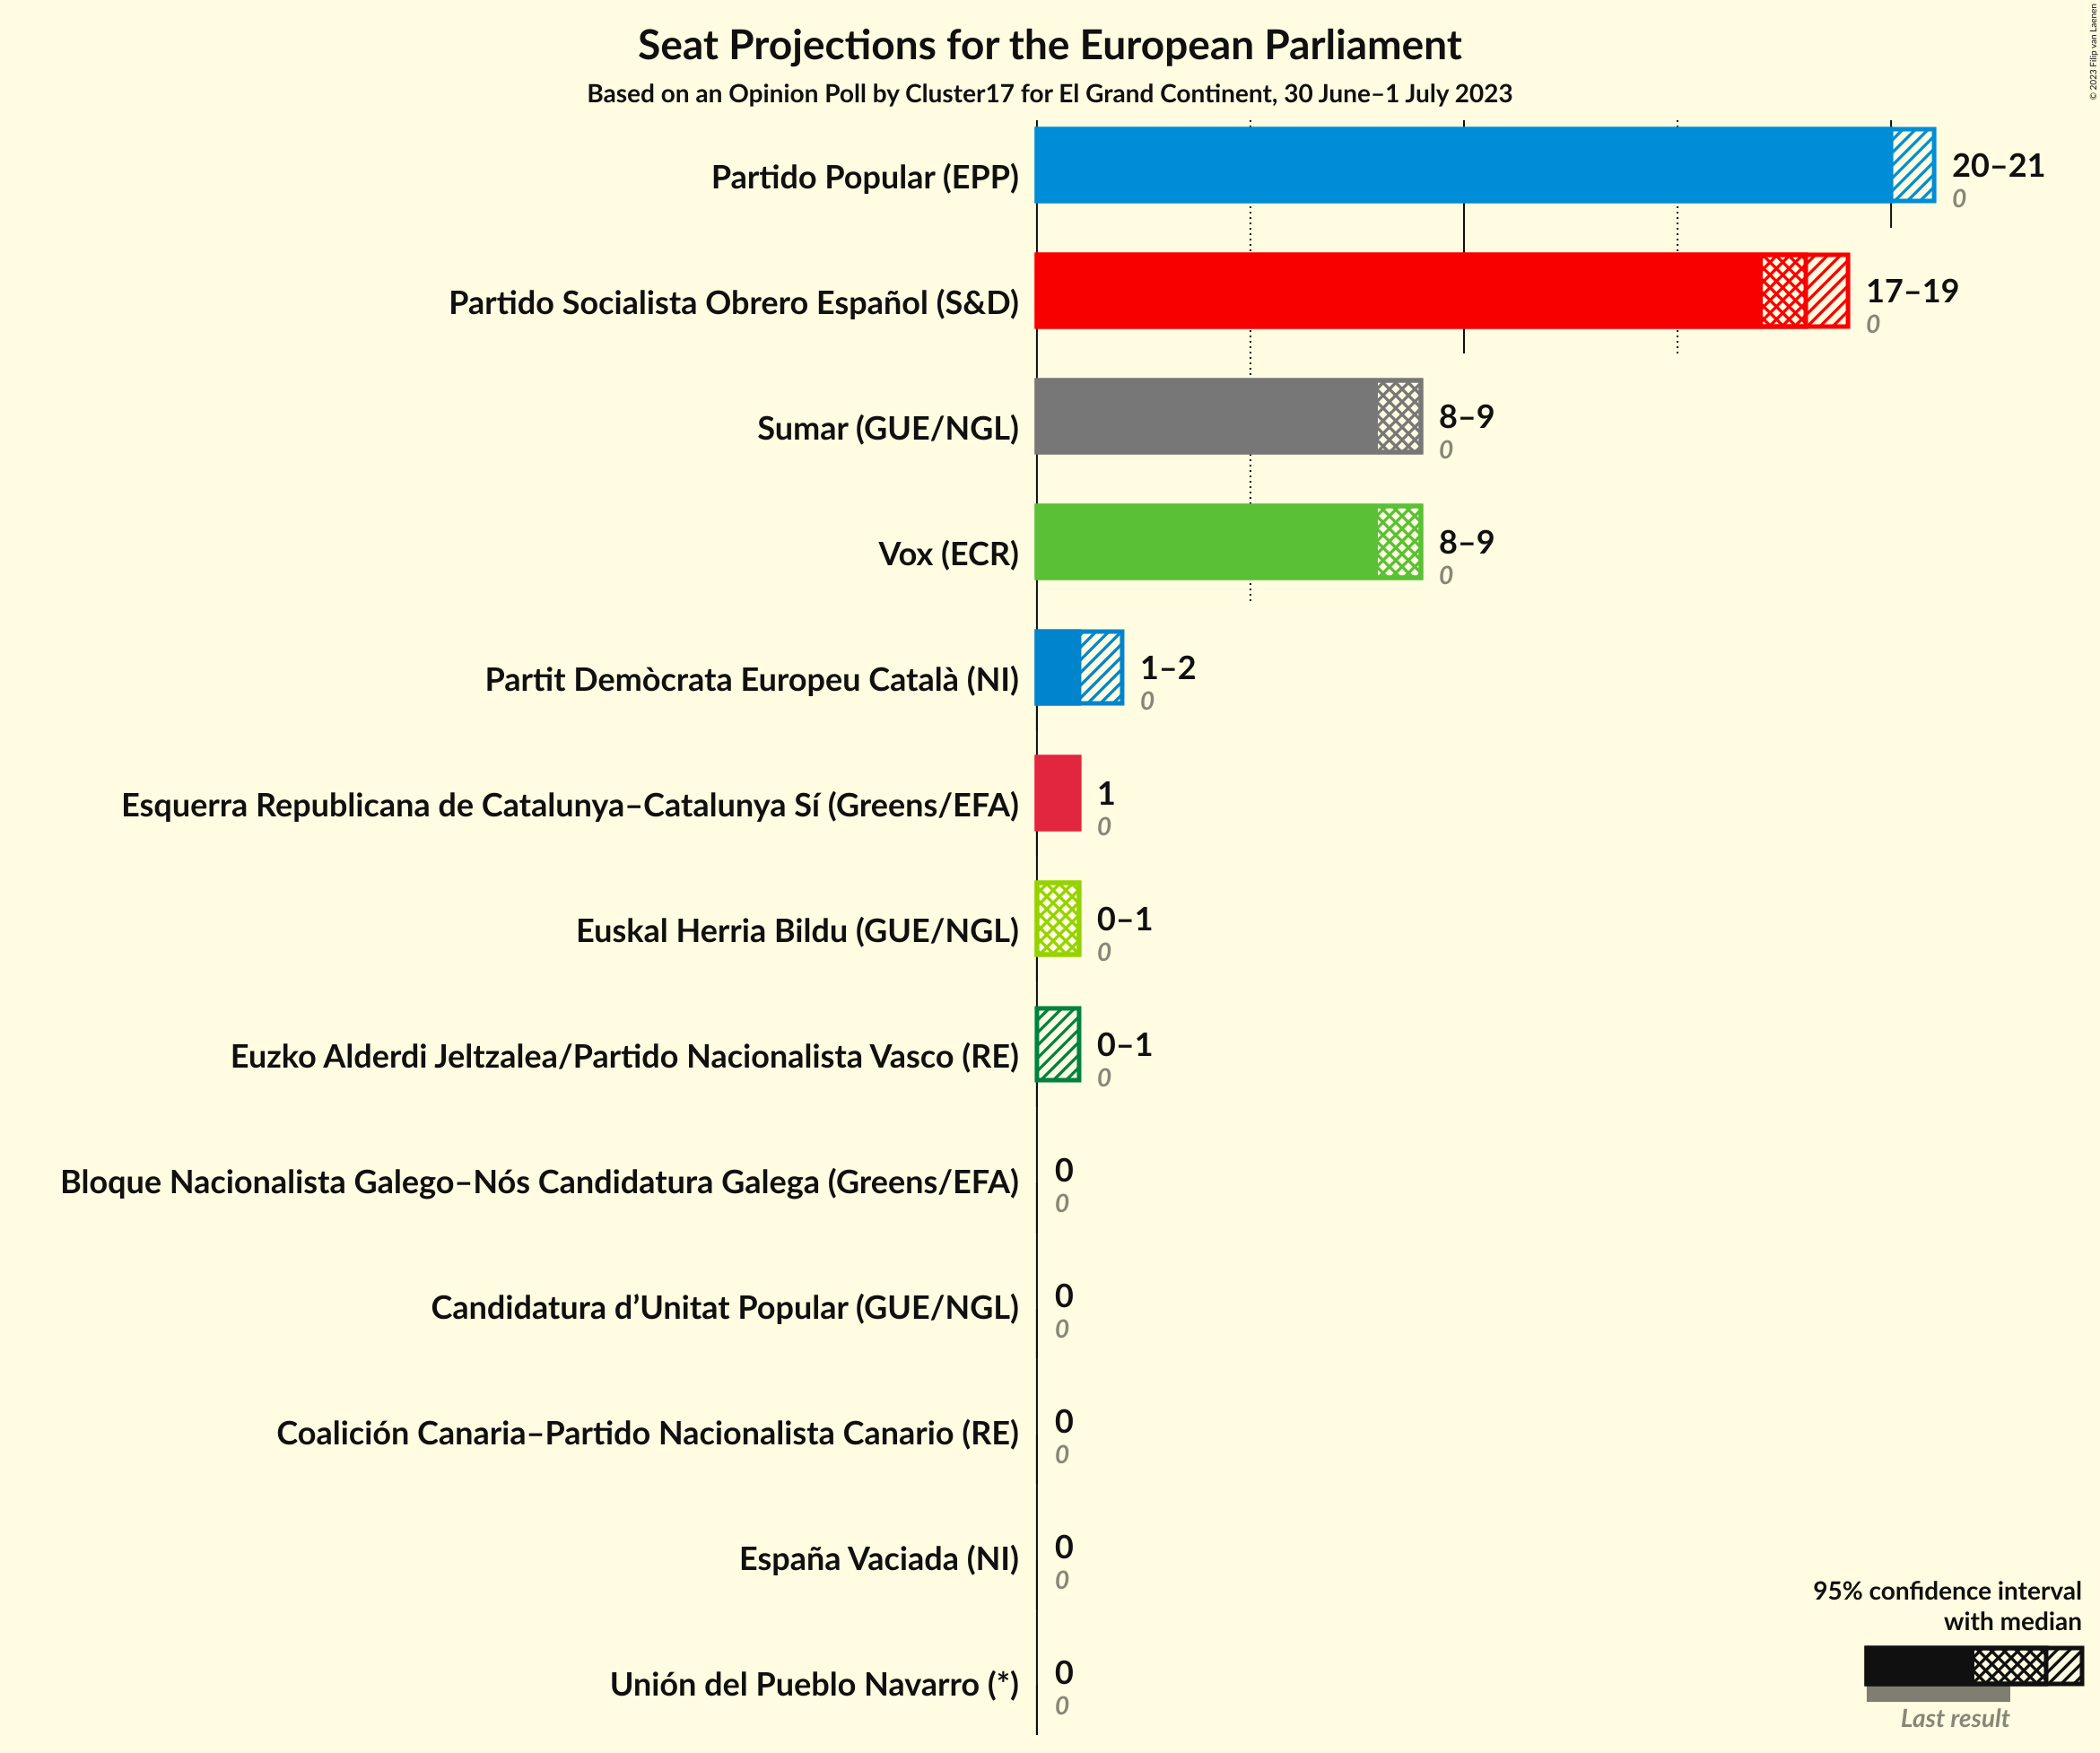 Seat Projections for the European Parliament
Based on an Opinion Poll by Cluster17 for El Grand Continent, 30 June–1 July 2023
© 2023 Filip van Laenen
Partido Popular (EPP)
20–21
0
Partido Socialista Obrero Español (S&D)
17–19
0
Sumar (GUE/NGL)
8–9
0
Vox (ECR)
8–9
0
Partit Demòcrata Europeu Català (NI)
1–2
0
Esquerra Republicana de Catalunya–Catalunya Sí (Greens/EFA)
1
0
Euskal Herria Bildu (GUE/NGL)
0–1
0
Euzko Alderdi Jeltzalea/Partido Nacionalista Vasco (RE)
0–1
0
Bloque Nacionalista Galego–Nós Candidatura Galega (Greens/EFA)
0
0
Candidatura d’Unitat Popular (GUE/NGL)
0
0
Coalición Canaria–Partido Nacionalista Canario (RE)
0
0
España Vaciada (NI)
0
0
Unión del Pueblo Navarro (*)
0
0
95% confidence interval
with median
Last result